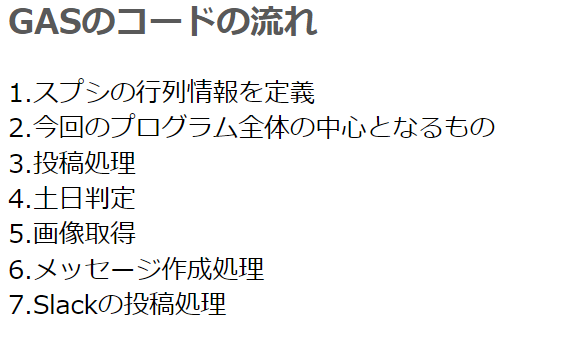 GASのコードの流れ
1.スプシの行列情報を定義
2.今回のプログラム全体の中心となるもの
3.投稿処理
4.土日判定
5.画像取得
6.メッセージ作成処理
7.Slackの投稿処理